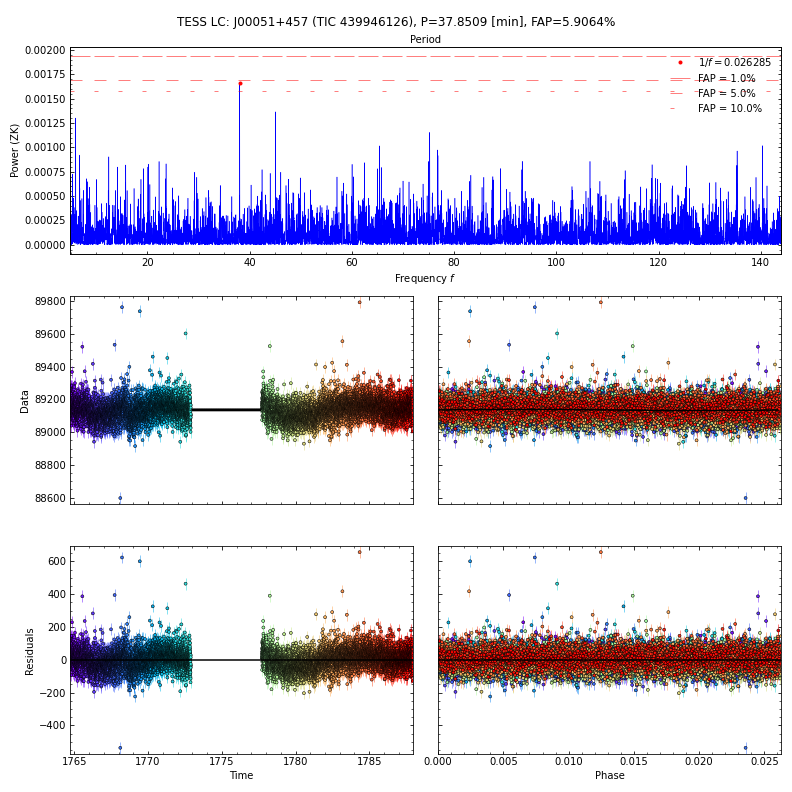 TESS LC: J00051+457 (TIC 439946126), P=37.8509 [min], FAP=5.9064%
Period
Power (ZK)
0.00200
0.00175
0.00150
0.00125
0.00100
0.00075
0.00050
0.00025
0.00000
1/f = 0.026285
FAP = 1.0%
FAP = 5.0%
FAP = 10.0%
20 40 60 80 100 120 140
Frequency f
Data
89800
89600
89400
89200
89000
88800
88600
Residuals
600
400
200
0
−200
−400
1765 1770 1775 1780 1785
Time
0.000 0.005 0.010 0.015 0.020 0.025
Phase